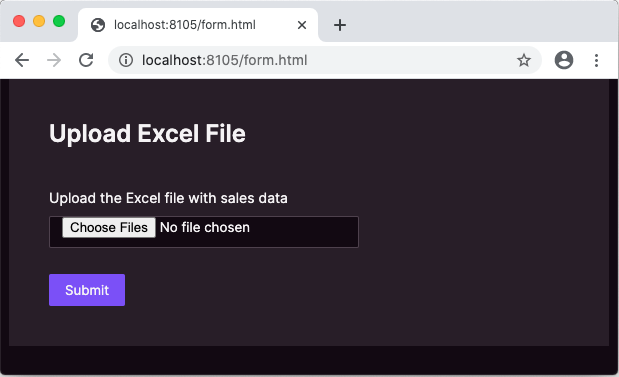 localhost:8105/form.html
localhost:8105/form.html
Upload Excel File
Upload the Excel file with sales data
Choose Files No file chosen
Submit